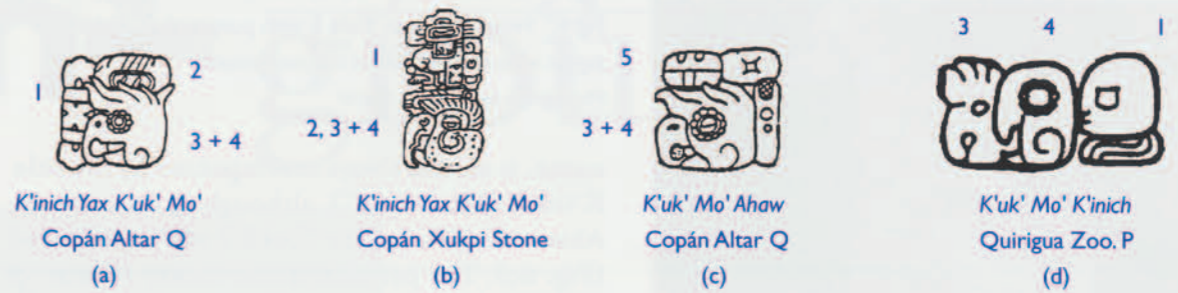 1
2
3 + 4
K'inich Yax K'uk' Mo'
Copán Altar Q
(a)
1
2, 3 + 4
K'inich Yax K'uk' Mo'
Copán Xukpi Stone
(b)
5
3 + 4
K'uk' Mo' Ahaw
Copán Altar Q
(c)
3 4 1
K'uk' Mo' K'inich
Quirigua Zoo. P
(d)